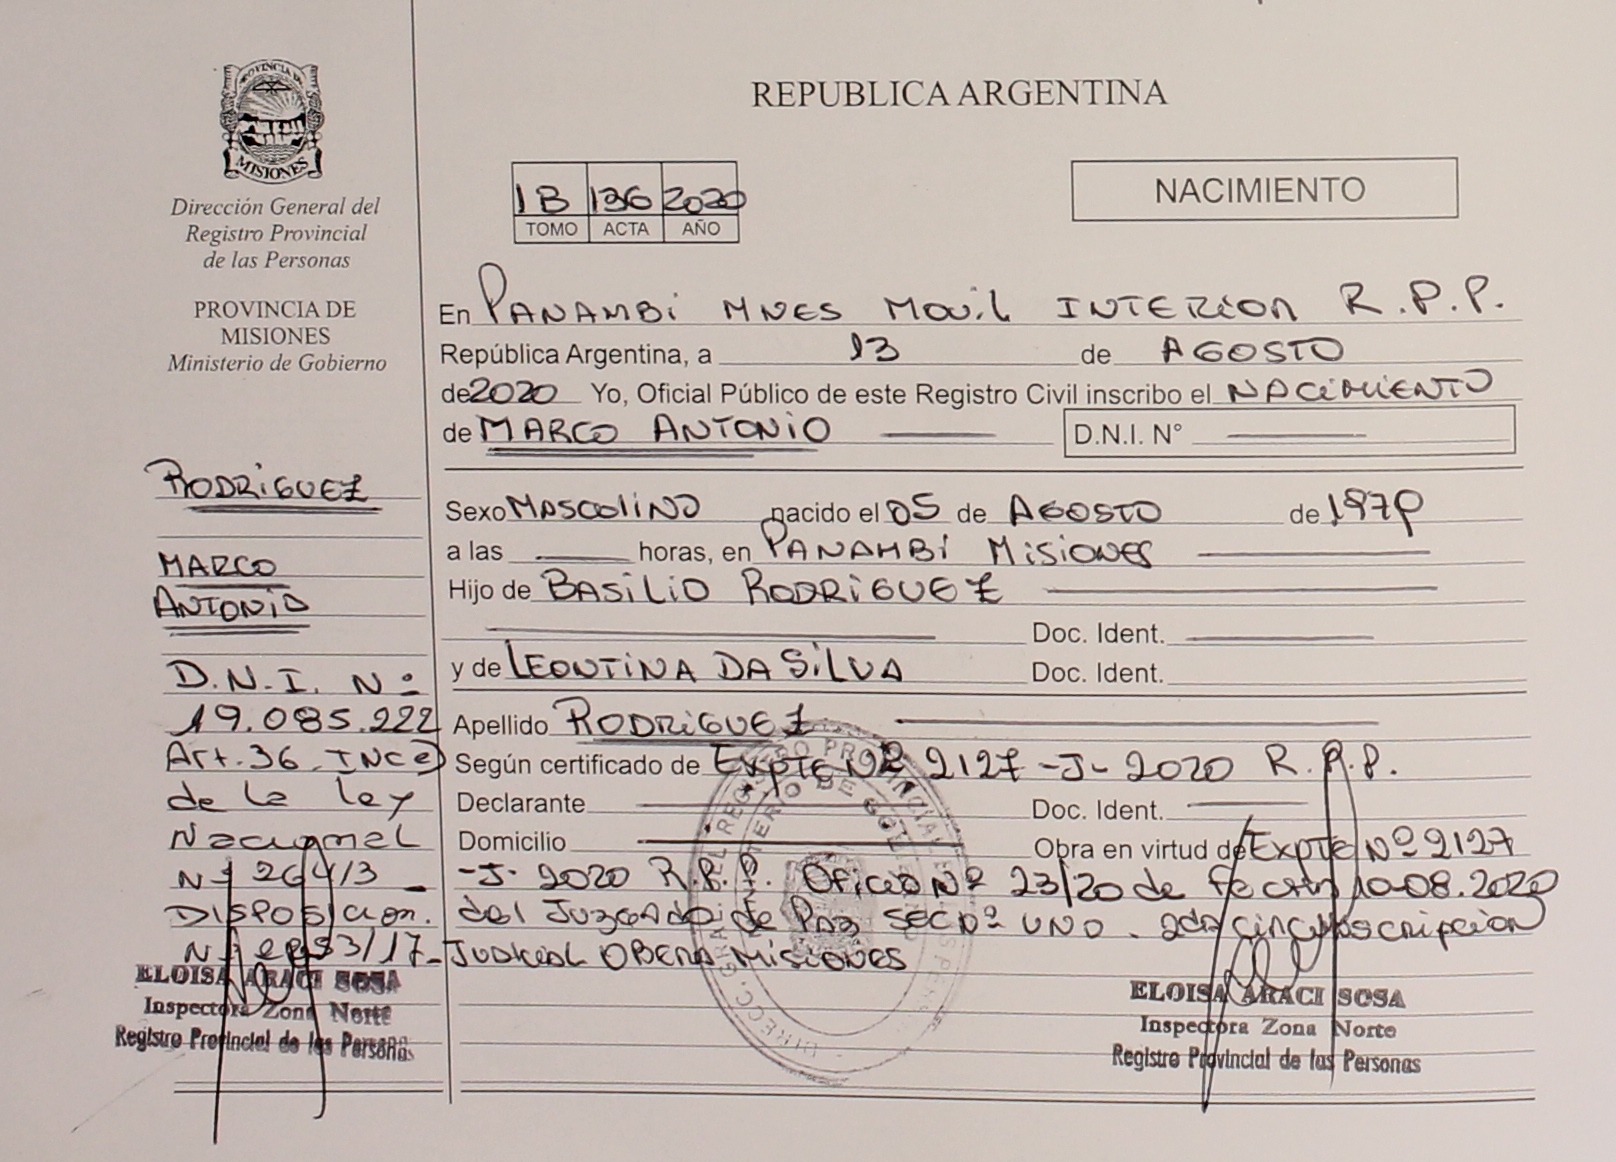 PROVINCIA DE
MISIONES
Dirección General del
Registro Provincial
de las Personas
PROVINCIA DE
MISIONES
Ministerio de Gobierno
RODRIGUEZ
MARCO
ANTONIO
D.N.I. Nº
19.085.222
Art. 36 INC e)
de la ley
Nacional
Nº 26413 _
DISPOSICION.
Nº 53/17-
ELOISA ARACI SOSA
Inspectora Zona Norte
Registro Provincial de las Personas
REPUBLICA ARGENTINA
1B 136 2020
TOMO ACTA AÑO
NACIMIENTO
En PANAMBi MNES MOViL INTERIOR R.P.P.
República Argentina, a 13 de AGOSTO
de 2020 Yo, Oficial Público de este Registro Civil inscribo el NACIMIENTO
de MARCO ANTONIO D.N.I. N°
Sexo MASCULINO nacido el 05 de AGOSTO de 1979
a las horas, en PANAMBÍ MISIONES
Hijo de BASILIO RODRIGUEZ
Doc. Ident.
y de LEONTINA DA SILVA Doc. Ident.
Apellido RODRIGUEZ
Según certificado de EXPTE Nº 2127 -J- 2020 R.P.P.
Declarante Doc. Ident.
Domicilio Obra en virtud de EXPTE Nº 2127
-J- 2020 R.P.P. Oficio Nº 23/20 de fecha 10-08.2020
del JUZGADO de PAZ SEC Nº UNO - 2da circunscripcion
JUDICIAL OBERA MISIONES
ELOISA ARACI SOSA
Inspectora Zona Norte
Registro Provincial de las Personas